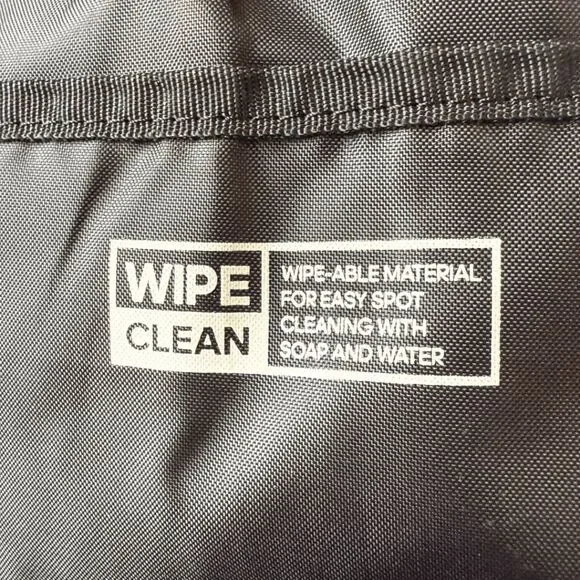 WIPE
CLEAN
WIPE-ABLE MATERIAL
FOR EASY SPOT
CLEANING WITH
SOAP AND WATER